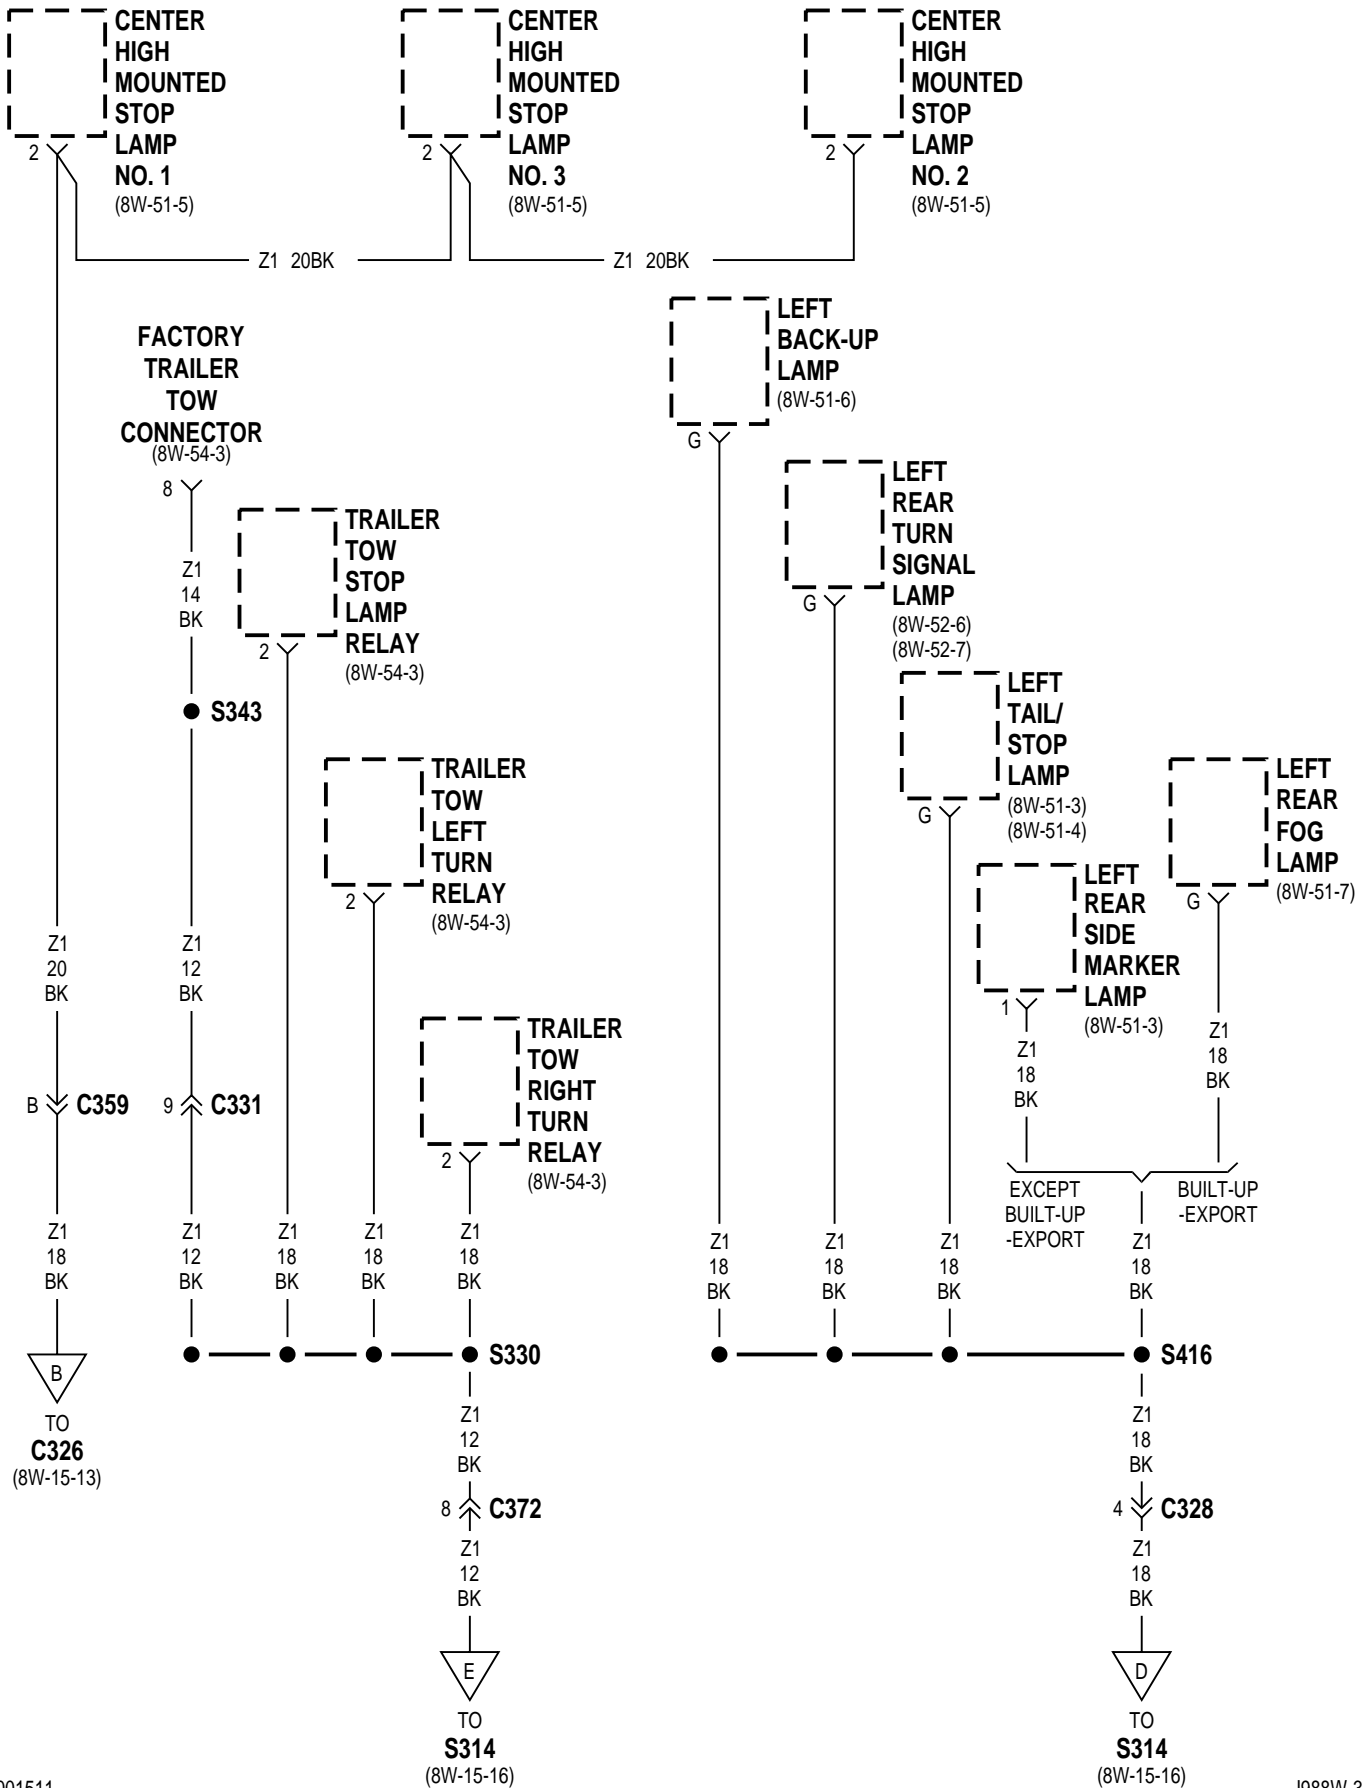 CENTER
HIGH
MOUNTED
STOP
LAMP
NO. 1
(8W-51-5)
2
CENTER
HIGH
MOUNTED
STOP
LAMP
NO. 3
(8W-51-5)
2
CENTER
HIGH
MOUNTED
STOP
LAMP
NO. 2
(8W-51-5)
2
Z1 20BK
Z1 20BK
FACTORY
TRAILER
TOW
CONNECTOR
(8W-54-3)
8
Z1
14
BK
S343
TRAILER
TOW
STOP
LAMP
RELAY
(8W-54-3)
2
TRAILER
TOW
LEFT
TURN
RELAY
(8W-54-3)
2
TRAILER
TOW
RIGHT
TURN
RELAY
(8W-54-3)
2
LEFT
BACK-UP
LAMP
(8W-51-6)
G
LEFT
REAR
TURN
SIGNAL
LAMP
(8W-52-6)
(8W-52-7)
G
LEFT
TAIL/
STOP
LAMP
(8W-51-3)
(8W-51-4)
G
LEFT
REAR
SIDE
MARKER
LAMP
(8W-51-3)
1
LEFT
REAR
FOG
LAMP
(8W-51-7)
G
Z1
20
BK
Z1
12
BK
Z1
18
BK
Z1
18
BK
B
C359
9
C331
EXCEPT
BUILT-UP
-EXPORT
BUILT-UP
-EXPORT
Z1
18
BK
Z1
12
BK
Z1
18
BK
Z1
18
BK
Z1
18
BK
Z1
18
BK
Z1
18
BK
Z1
18
BK
Z1
18
BK
S330
S416
B
TO
C326
(8W-15-13)
Z1
12
BK
8
C372
Z1
12
BK
E
TO
S314
(8W-15-16)
Z1
18
BK
4
C328
Z1
18
BK
D
TO
S314
(8W-15-16)